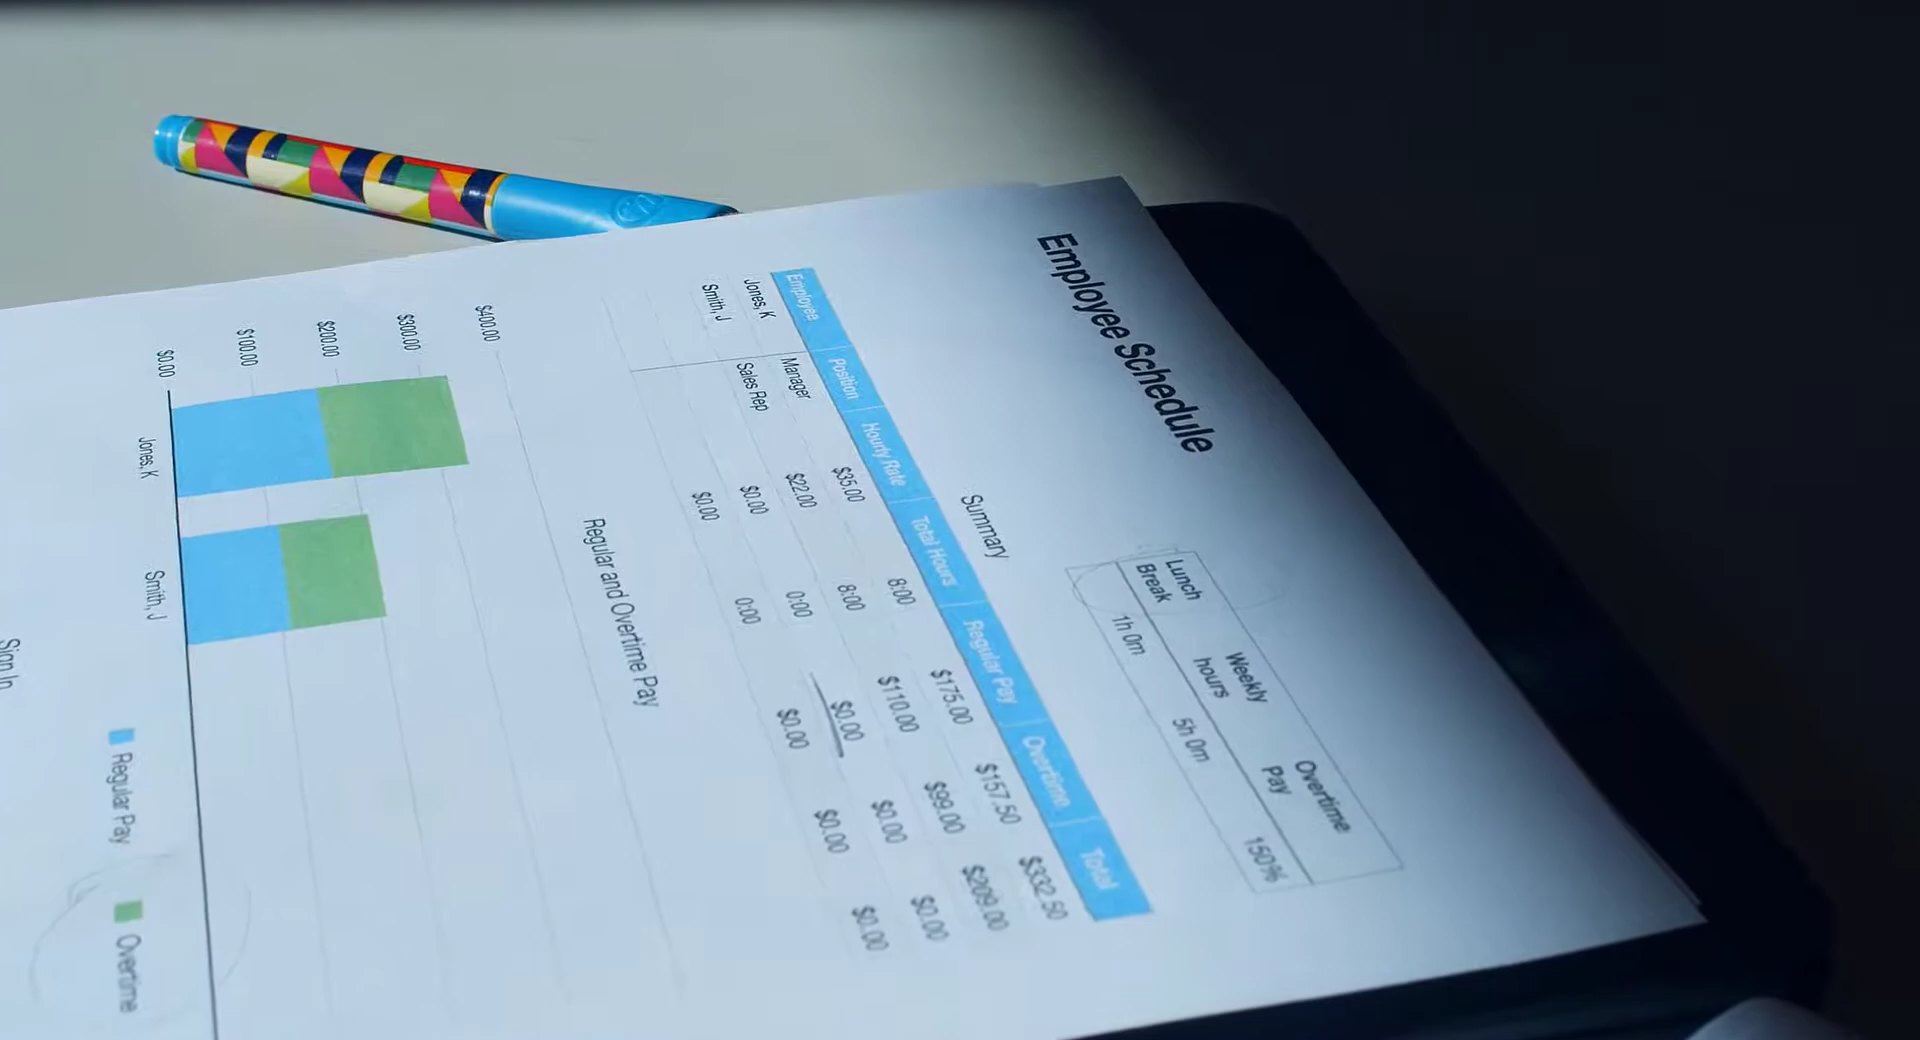 Employee Schedule
Lunch Break Weekly hours Overtime Pay
1h 0m 5h 0m 150%
Summary
Employee Position Hourly Rate Total Hours Regular Pay Overtime Total
Jones, K Manager $35.00 8:00 $175.00 $157.50 $332.50
Smith, J Sales Rep $22.00 8:00 $110.00 $99.00 $209.00
$0.00 0:00 $0.00 $0.00 $0.00
$0.00 0:00 $0.00 $0.00 $0.00
Regular and Overtime Pay
$400.00
$300.00
$200.00
$100.00
$0.00
Jones, K Smith, J
Regular Pay Overtime
Sign In